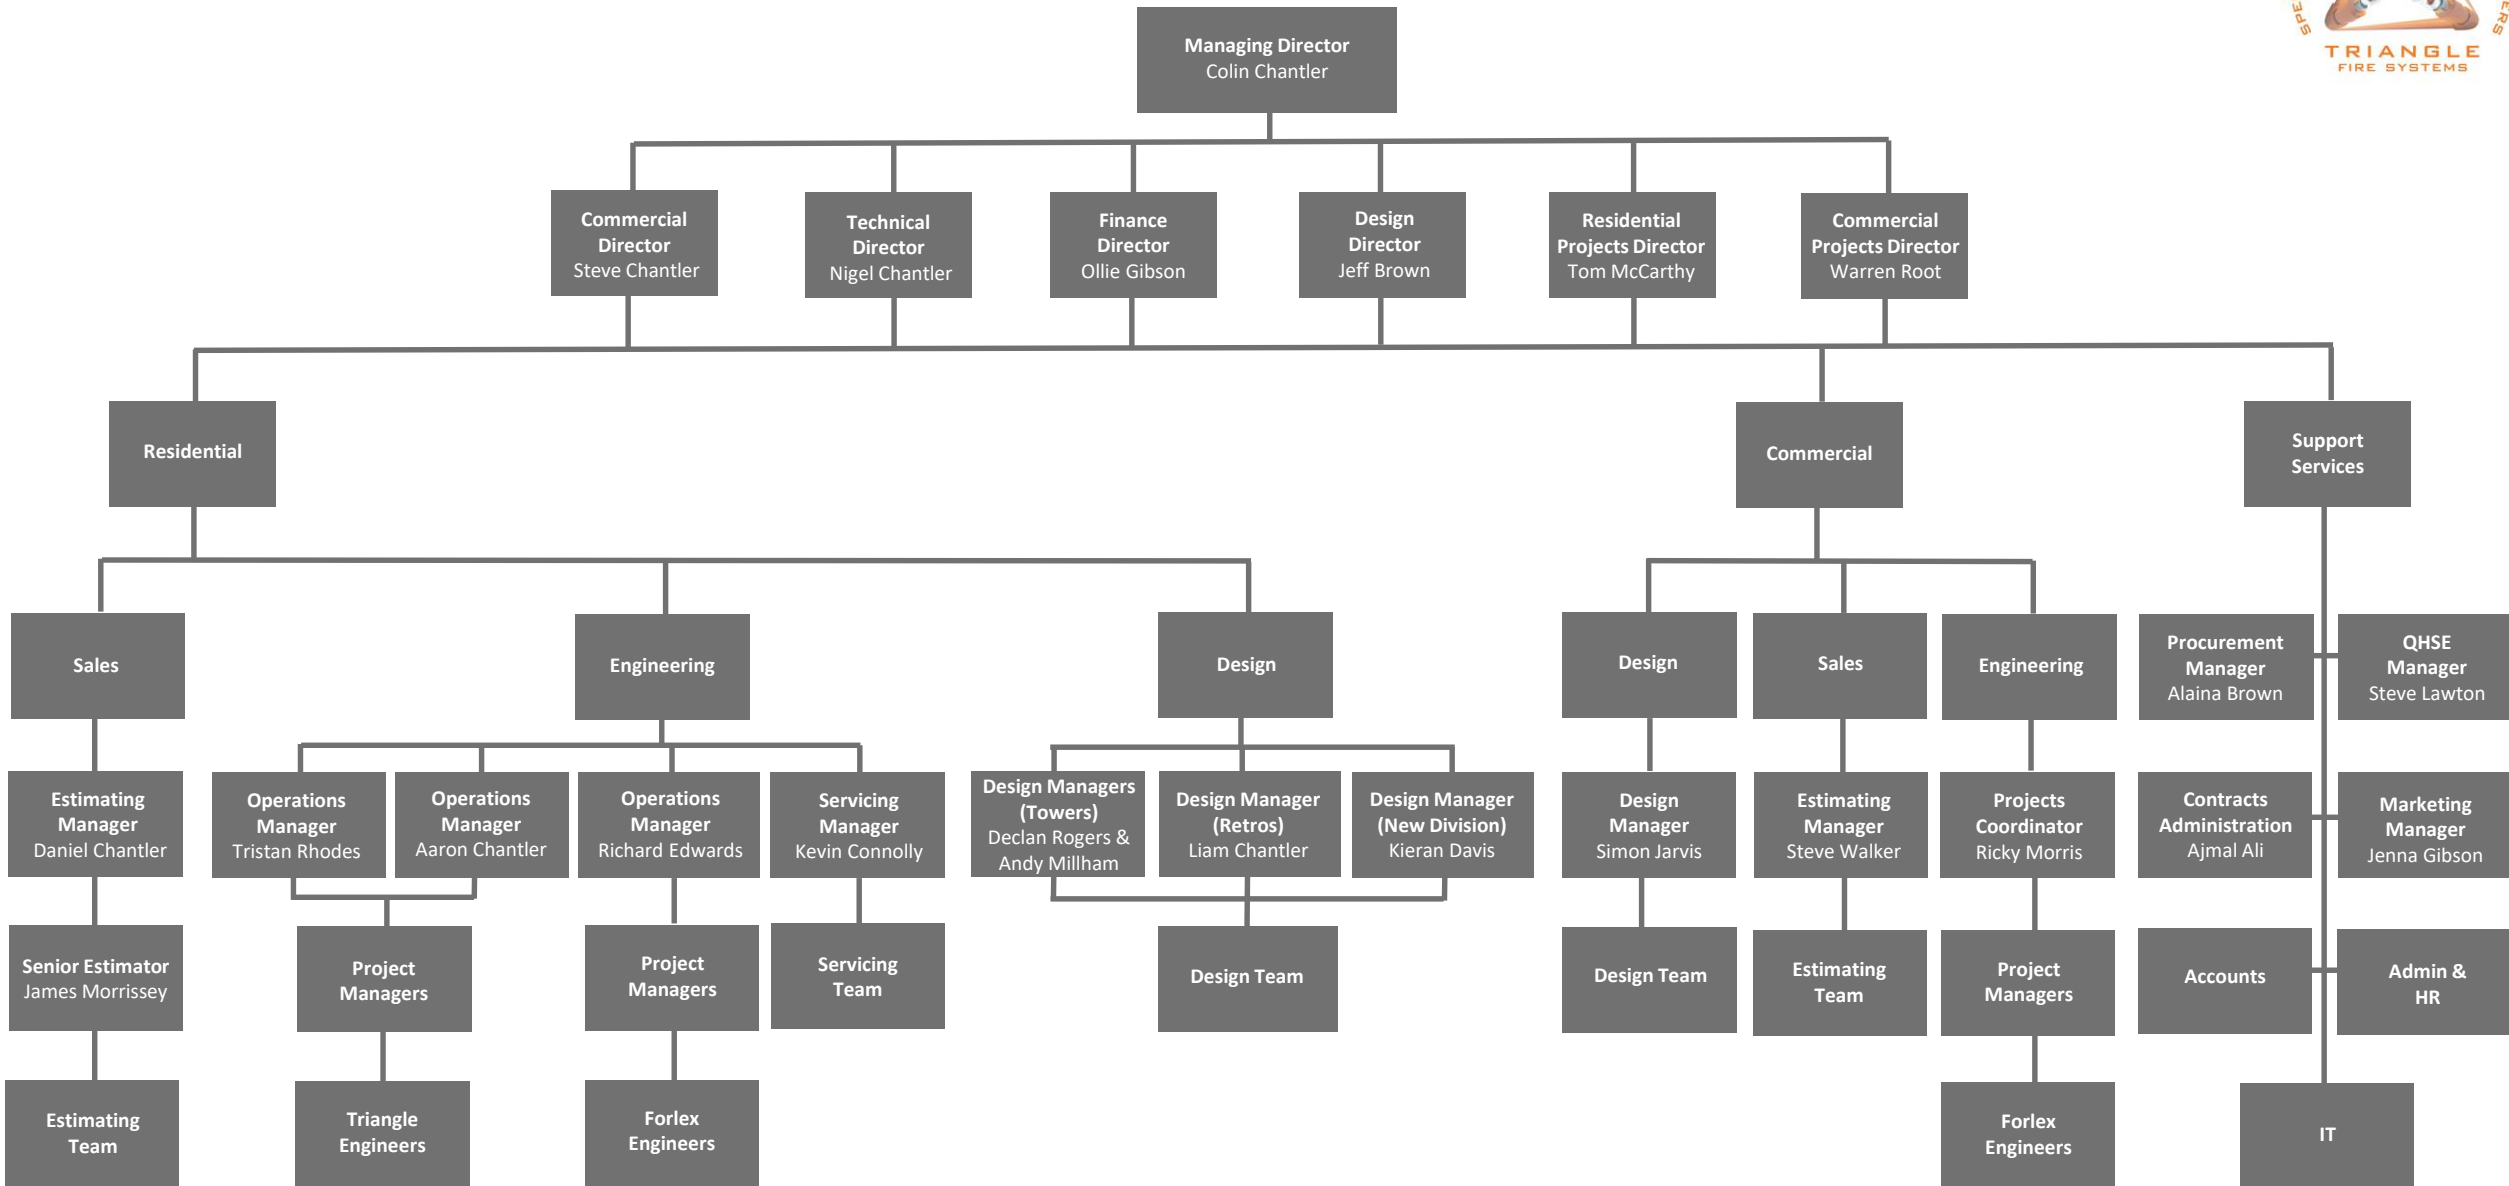 SPE
ERS
TRIANGLE
FIRE SYSTEMS
Managing Director
Colin Chantler
Commercial
Director
Steve Chantler
Technical
Director
Nigel Chantler
Finance
Director
Ollie Gibson
Design
Director
Jeff Brown
Residential
Projects Director
Tom McCarthy
Commercial
Projects Director
Warren Root
Residential
Commercial
Support
Services
Sales
Engineering
Design
Design
Sales
Engineering
Procurement
Manager
Alaina Brown
QHSE
Manager
Steve Lawton
Estimating
Manager
Daniel Chantler
Operations
Manager
Tristan Rhodes
Operations
Manager
Aaron Chantler
Operations
Manager
Richard Edwards
Servicing
Manager
Kevin Connolly
Design Managers
(Towers)
Declan Rogers &
Andy Millham
Design Manager
(Retros)
Liam Chantler
Design Manager
(New Division)
Kieran Davis
Design
Manager
Simon Jarvis
Estimating
Manager
Steve Walker
Projects
Coordinator
Ricky Morris
Contracts
Administration
Ajmal Ali
Marketing
Manager
Jenna Gibson
Senior Estimator
James Morrissey
Project
Managers
Project
Managers
Servicing
Team
Design Team
Design Team
Estimating
Team
Project
Managers
Accounts
Admin &
HR
Estimating
Team
Triangle
Engineers
Forlex
Engineers
Forlex
Engineers
IT